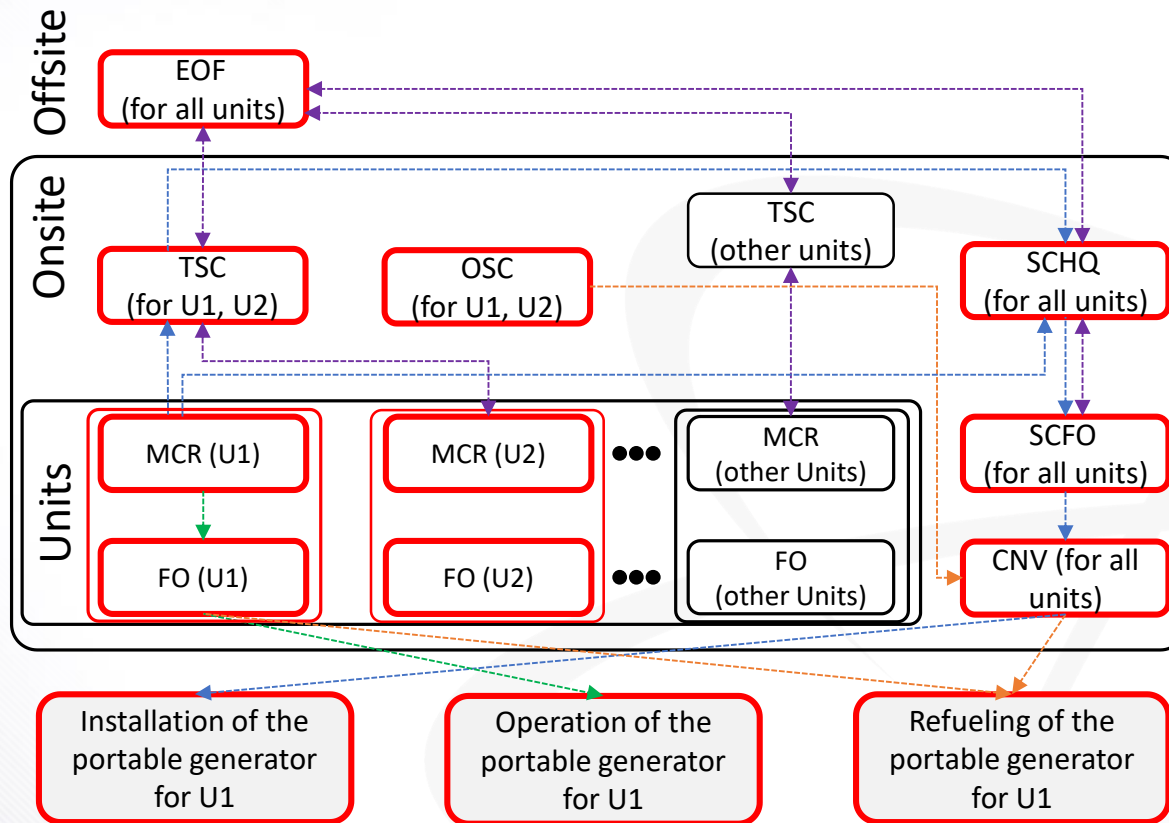 Offsite
EOF
(for all units)
Onsite
TSC
(other units)
TSC
(for U1, U2)
OSC
(for U1, U2)
SCHQ
(for all units)
Units
MCR (U1)
MCR (U2)
●●●
MCR
(other Units)
SCFO
(for all units)
FO (U1)
FO (U2)
●●●
FO
(other Units)
CNV (for all
units)
Installation of the
portable generator
for U1
Operation of the
portable generator
for U1
Refueling of the
portable generator
for U1